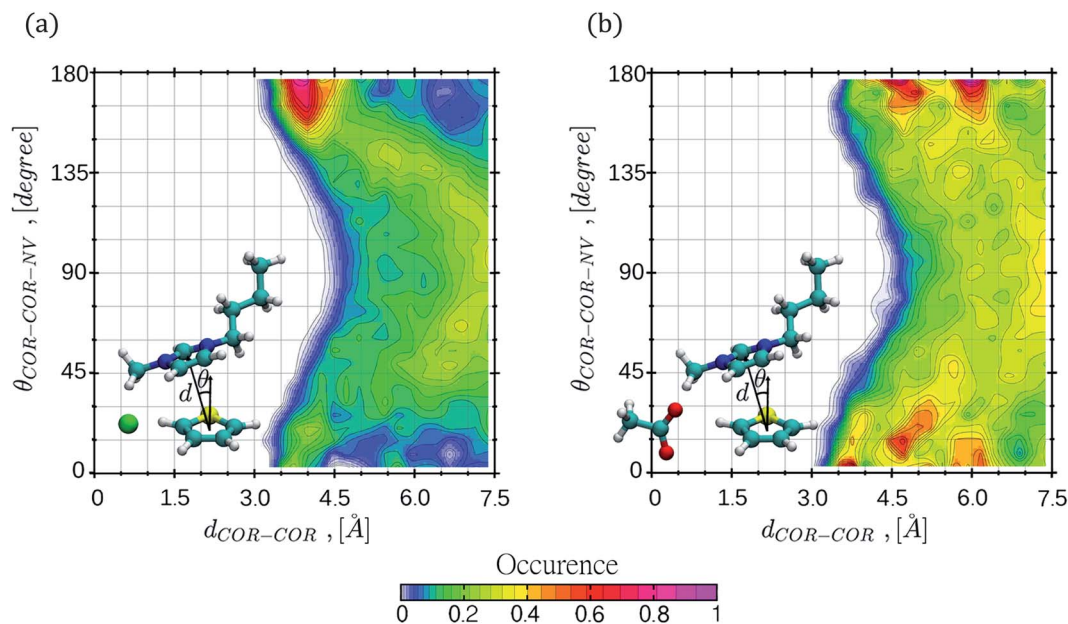 (a)
(b)
180
135
90
45
0
θCOR−COR−NV , [degree]
d
θ
0
1.5
3.0
4.5
6.0
7.5
dCOR−COR , [Å]
180
135
90
45
0
θCOR−COR−NV , [degree]
d
θ
0
1.5
3.0
4.5
6.0
7.5
dCOR−COR , [Å]
Occurence
0
0.2
0.4
0.6
0.8
1